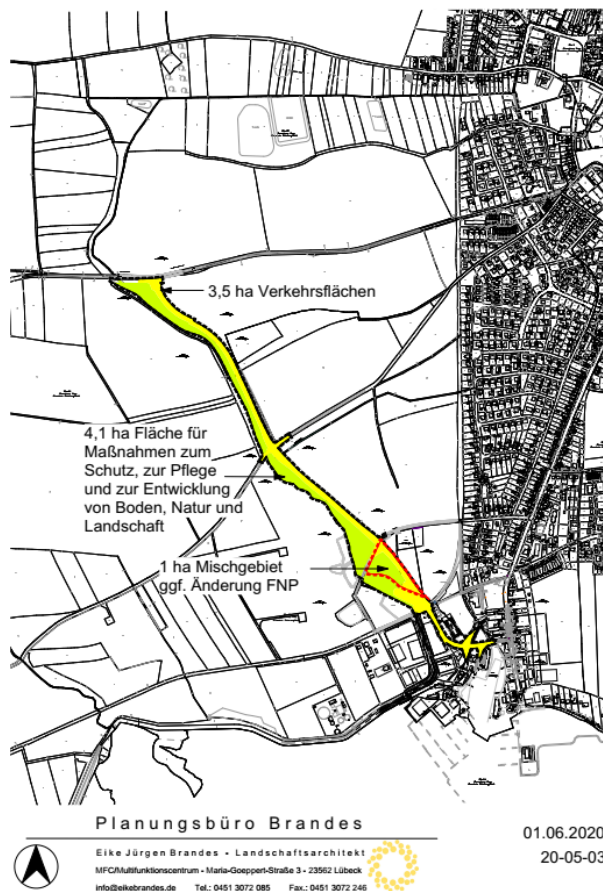 3,5 ha Verkehrsflächen
4,1 ha Fläche für
Maßnahmen zum
Schutz, zur Pflege
und zur Entwicklung
von Boden, Natur und
Landschaft
1 ha Mischgebiet
ggf. Änderung FNP
Planungsbüro Brandes
Eike Jürgen Brandes - Landschaftsarchitekt
MFC/Multifunktionscentrum - Maria-Goeppert-Straße 3 - 23562 Lübeck
info@eikebrandes.de Tel.: 0451 3072 085 Fax.: 0451 3072 246
01.06.2020
20-05-03